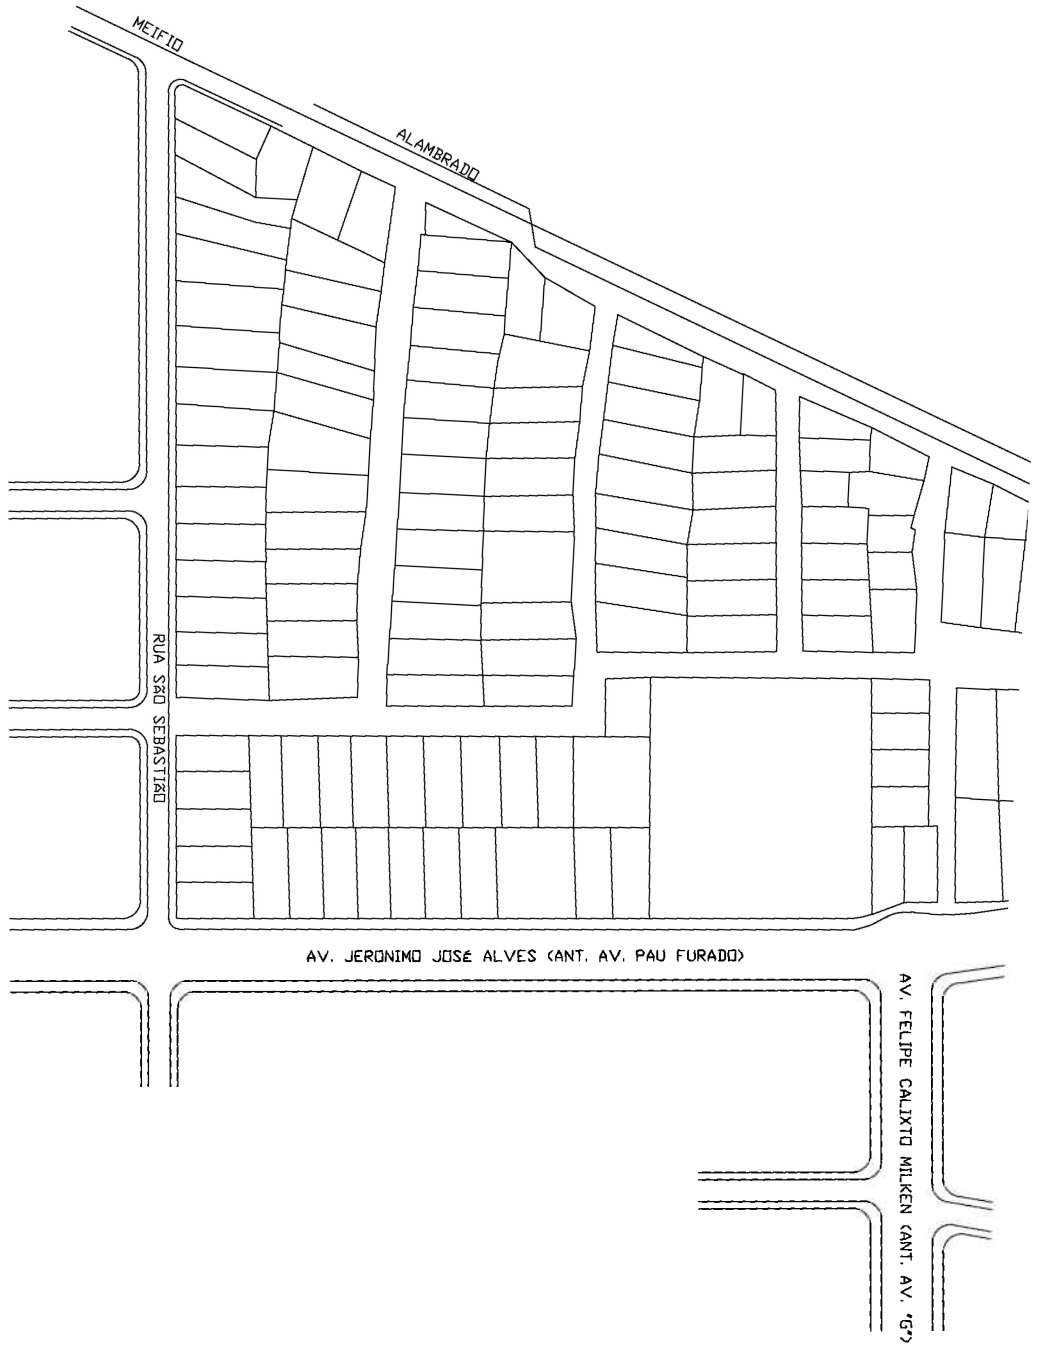 MEIFIO
ALAMBRADO
RUA SÃO SEBASTIÃO
AV. JERONIMO JOSÉ ALVES (ANT. AV. PAU FURADO)
AV. FELIPE CALIXTO MILKEN (ANT. AV. "G")